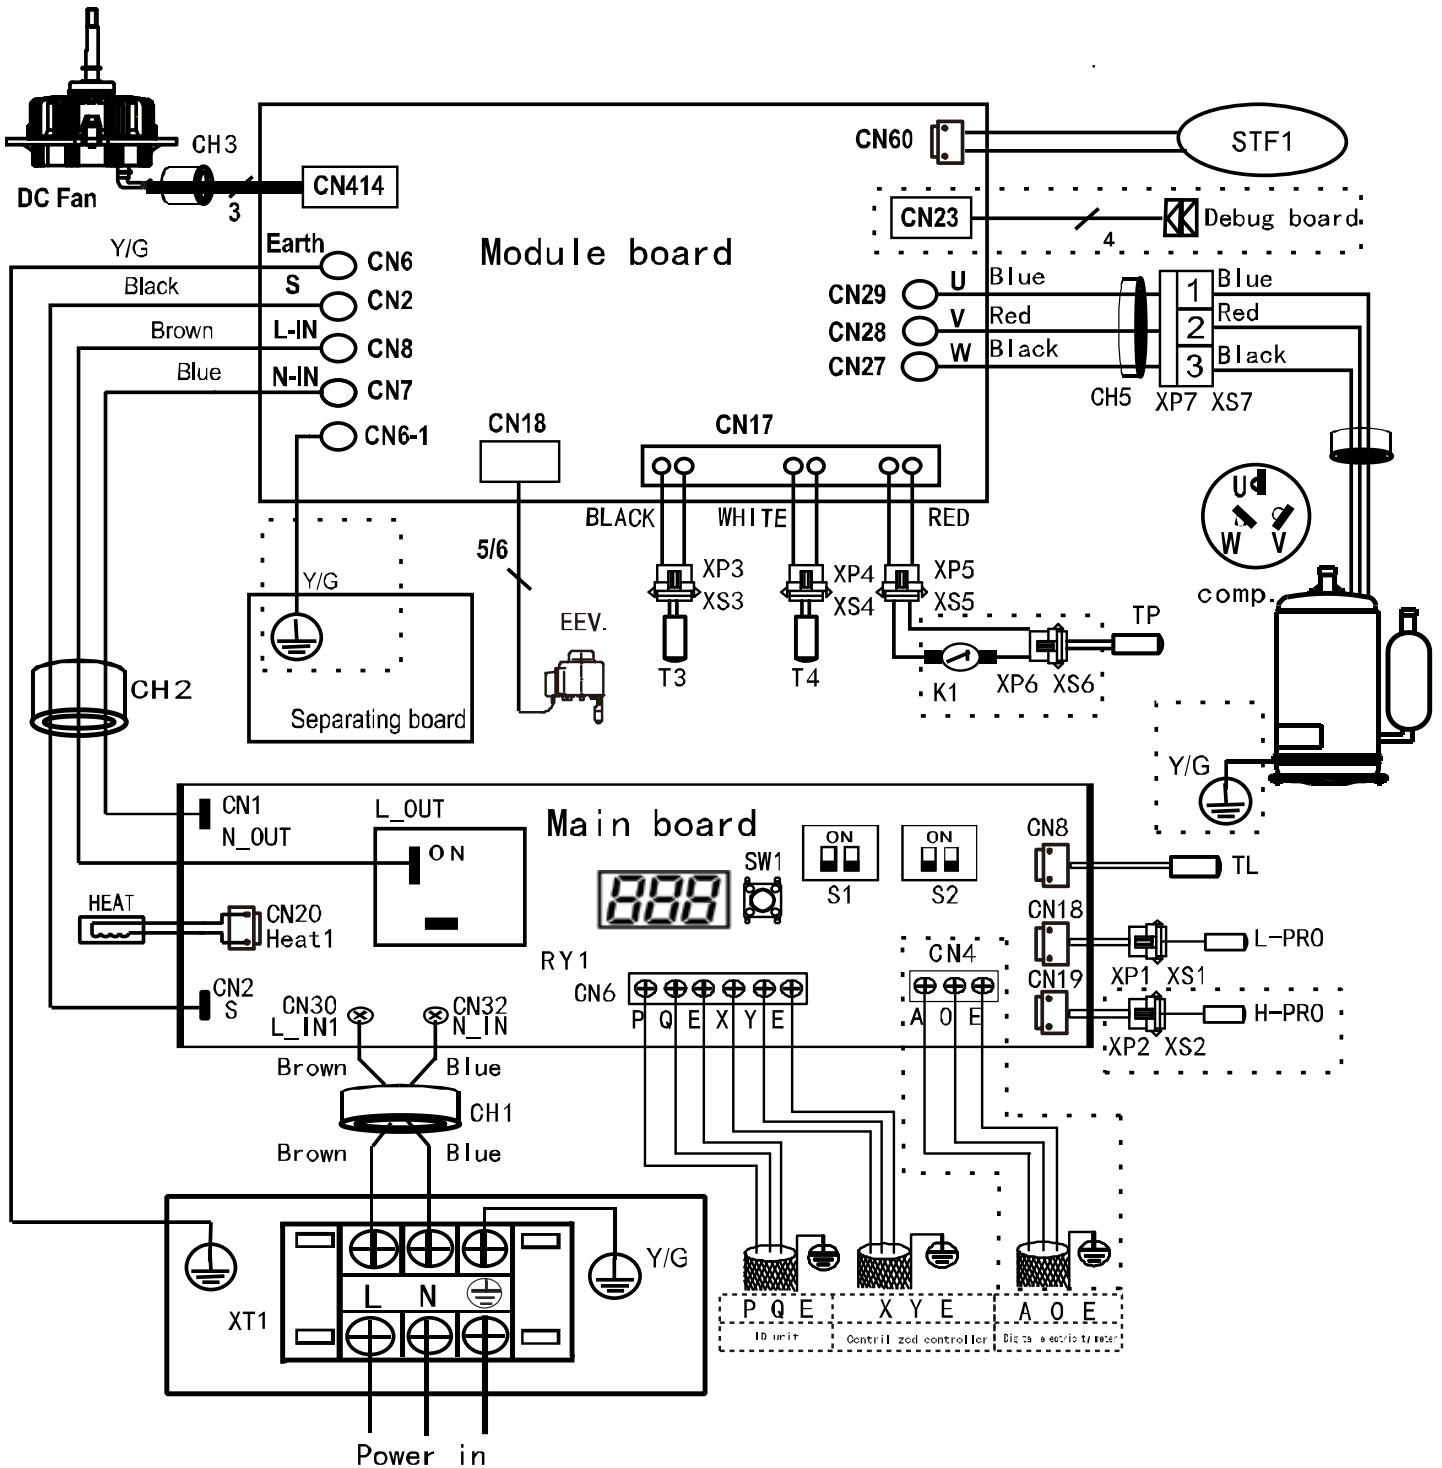 CH3
CN414
3
DC Fan
CN60
STF1
CN23
4
Debug board
Module board
Y/G
Earth
CN6
Black
S
CN2
Brown
L-IN
CN8
Blue
N-IN
CN7
CN6-1
CN29
U
Blue
1
Blue
CN28
V
Red
2
Red
CN27
W
Black
3
Black
CH5
XP7 XS7
CN18
CN17
BLACK
WHITE
RED
5/6
Y/G
XP3
XS3
XP4
XS4
XP5
XS5
U
W
V
comp.
EEV.
T3
T4
K1
XP6 XS6
TP
CH2
Separating board
Y/G
CN1
N_OUT
L_OUT
ON
Main board
SW1
ON
S1
ON
S2
888
CN8
TL
HEAT
CN20
Heat1
CN18
L-PRO
XP1 XS1
RY1
CN4
CN19
H-PRO
XP2 XS2
CN2
S
CN30
L_IN1
CN32
N_IN
CN6
P Q E X Y E
A O E
Brown
Blue
CH1
Brown
Blue
Y/G
XT1
L N
P Q E
X Y E
A O E
unit
controller
Power in